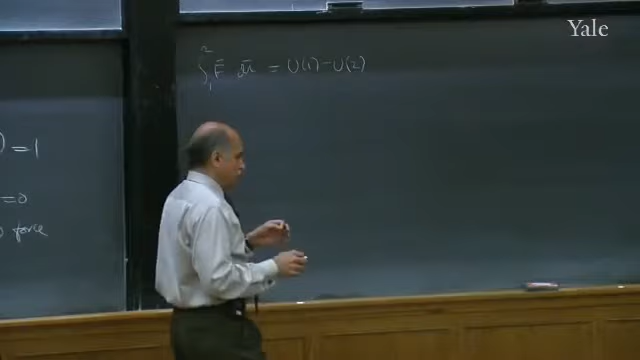 Yale
∫₁² F̄ · dr̄ = U(1) - U(2)
= 1
= 0
force